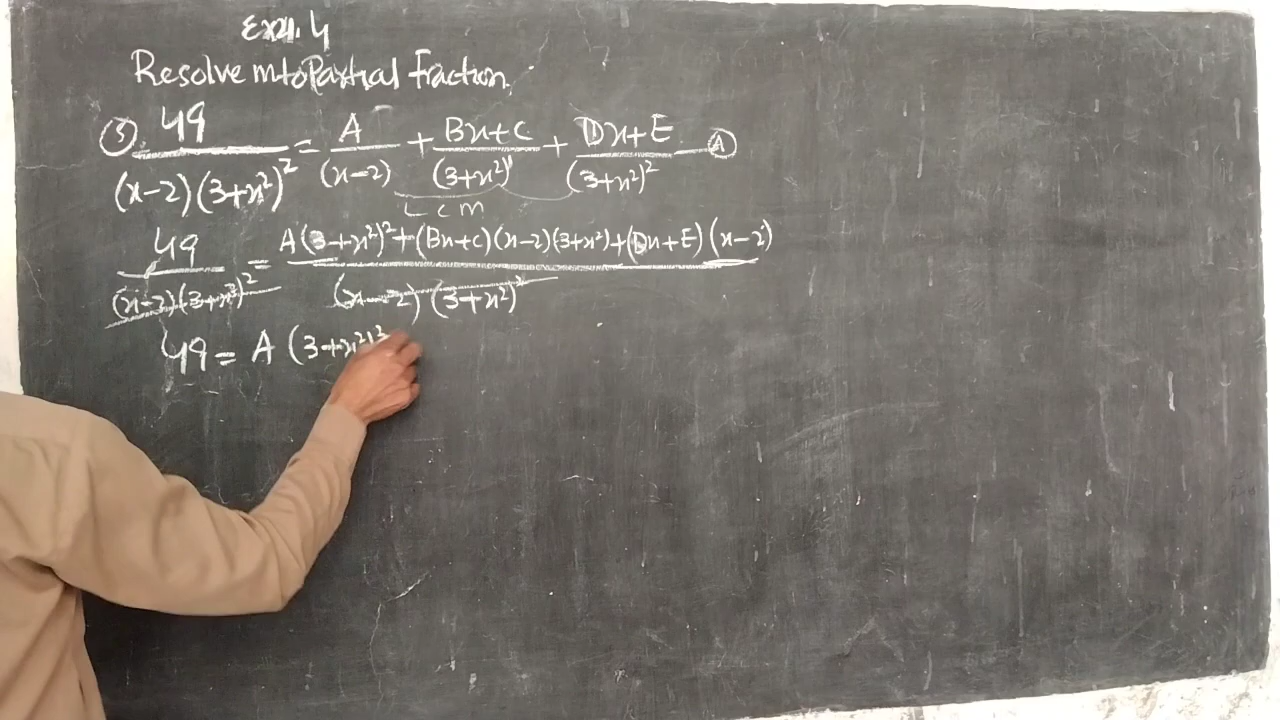 Ex 4.4
Resolve into Partial Fraction.
③. 49/((x-2)(3+x²)²) = A/(x-2) + (Bx+C)/(3+x²)¹ + (Dx+E)/(3+x²)² — Ⓐ
L C M
49/((x-2)(3+x²)²) = (A(3+x²)²+(Bx+C)(x-2)(3+x²)+(Dx+E)(x-2))/((x-2)(3+x²)²)
49 = A (3+x²)²